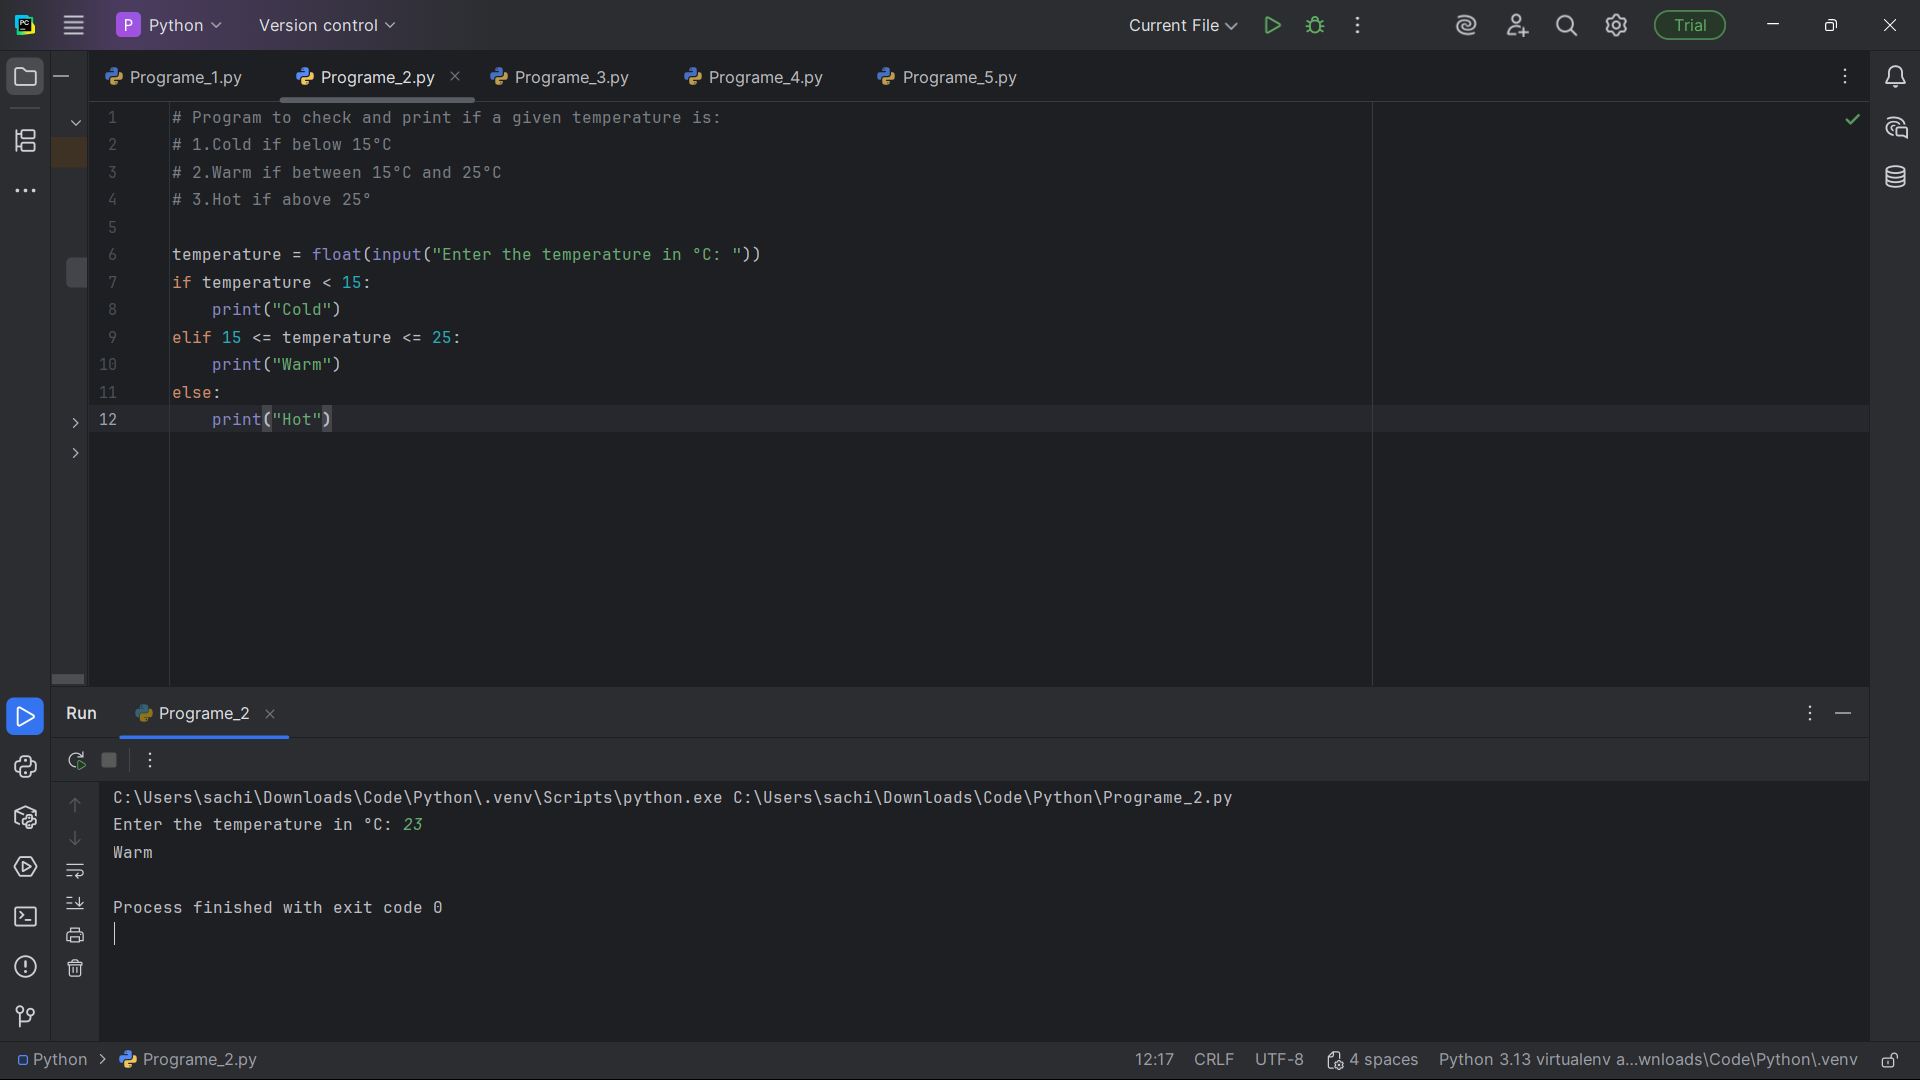 PC P Python Version control Current File Trial
Programe_1.py Programe_2.py Programe_3.py Programe_4.py Programe_5.py
1 # Program to check and print if a given temperature is:
2 # 1.Cold if below 15°C
3 # 2.Warm if between 15°C and 25°C
4 # 3.Hot if above 25°
5
6 temperature = float(input("Enter the temperature in °C: "))
7 if temperature < 15:
8     print("Cold")
9 elif 15 <= temperature <= 25:
10     print("Warm")
11 else:
12     print("Hot")
Run Programe_2
C:\Users\sachi\Downloads\Code\Python\.venv\Scripts\python.exe C:\Users\sachi\Downloads\Code\Python\Programe_2.py
Enter the temperature in °C: 23
Warm
Process finished with exit code 0
Python > Programe_2.py 12:17 CRLF UTF-8 4 spaces Python 3.13 virtualenv a...wnloads\Code\Python\.venv